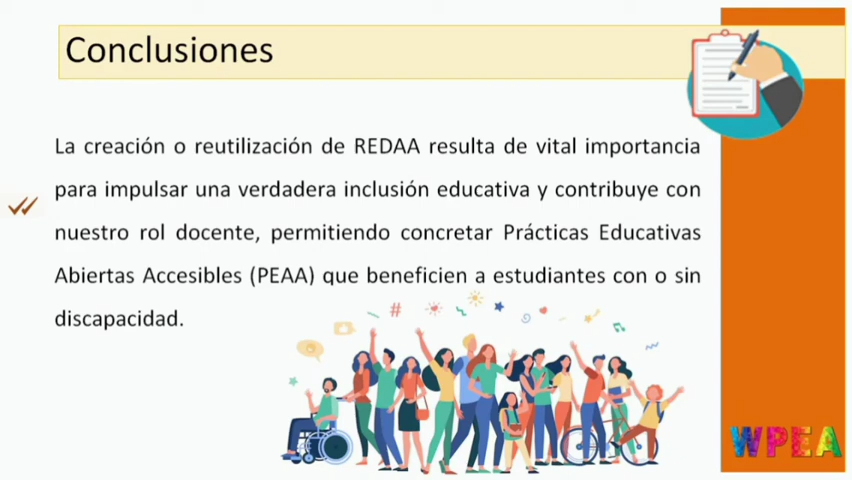 Conclusiones
La creación o reutilización de REDAA resulta de vital importancia
para impulsar una verdadera inclusión educativa y contribuye con
nuestro rol docente, permitiendo concretar Prácticas Educativas
Abiertas Accesibles (PEAA) que beneficien a estudiantes con o sin
discapacidad.
#
WPEA